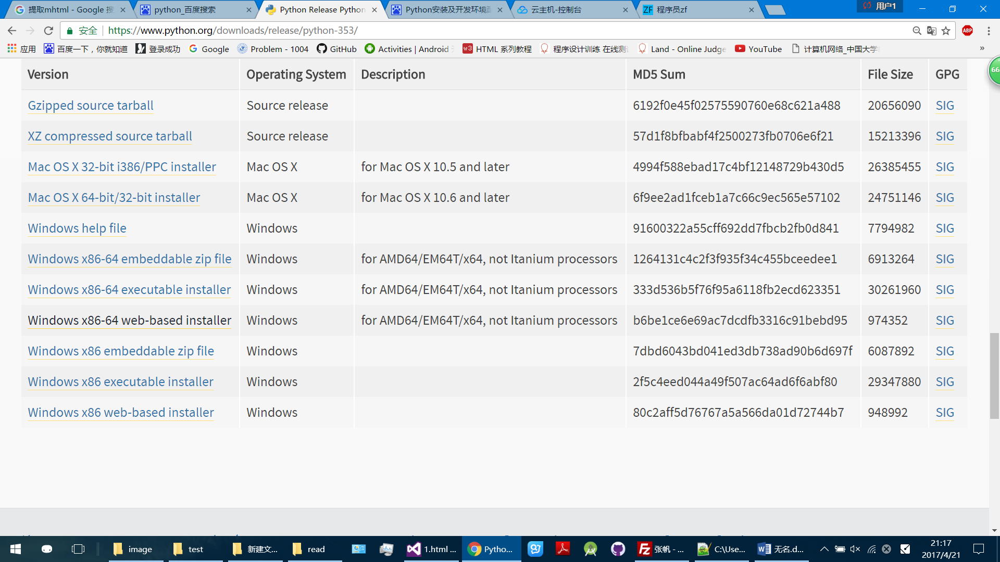 提取mhtml - Google 搜
python_百度搜索
Python Release Python
Python安装及开发环境
云主机-控制台
ZF 程序员zf
用户1
安全 https://www.python.org/downloads/release/python-353/
ABP
应用 百度一下，你就知道 登录成功 Google Problem - 1004 GitHub Activities | Android HTML 系列教程 程序设计训练 在线测 Land - Online Judge YouTube 计算机网络_中国大学 »
66
Version Operating System Description MD5 Sum File Size GPG
Gzipped source tarball Source release 6192f0e45f02575590760e68c621a488 20656090 SIG
XZ compressed source tarball Source release 57d1f8bfbabf4f2500273fb0706e6f21 15213396 SIG
Mac OS X 32-bit i386/PPC installer Mac OS X for Mac OS X 10.5 and later 4994f588ebad17c4bf12148729b430d5 26385455 SIG
Mac OS X 64-bit/32-bit installer Mac OS X for Mac OS X 10.6 and later 6f9ee2ad1fceb1a7c66c9ec565e57102 24751146 SIG
Windows help file Windows 91600322a55cff692dd7fbcb2fb0d841 7794982 SIG
Windows x86-64 embeddable zip file Windows for AMD64/EM64T/x64, not Itanium processors 1264131c4c2f3f935f34c455bceedee1 6913264 SIG
Windows x86-64 executable installer Windows for AMD64/EM64T/x64, not Itanium processors 333d536b5f76f95a6118fb2ecd623351 30261960 SIG
Windows x86-64 web-based installer Windows for AMD64/EM64T/x64, not Itanium processors b6be1ce6e69ac7dcdfb3316c91bebd95 974352 SIG
Windows x86 embeddable zip file Windows 7dbd6043bd041ed3db738ad90b6d697f 6087892 SIG
Windows x86 executable installer Windows 2f5c4eed044a49f507ac64ad6f6abf80 29347880 SIG
Windows x86 web-based installer Windows 80c2aff5d76767a5a566da01d72744b7 948992 SIG
image test 新建文... read 1.html ... Pytho... 张帆 - ... C:\Use... 无名.d... 21:17
2017/4/21